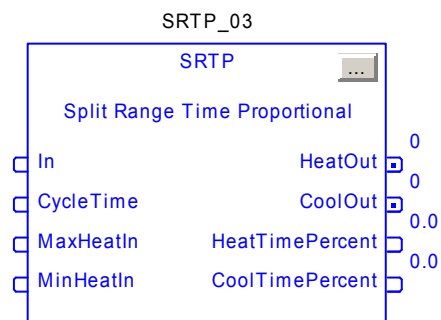 SRTP_03
SRTP
...
Split Range Time Proportional
0
In HeatOut
0
CycleTime CoolOut
0.0
MaxHeatIn HeatTimePercent
0.0
MinHeatIn CoolTimePercent